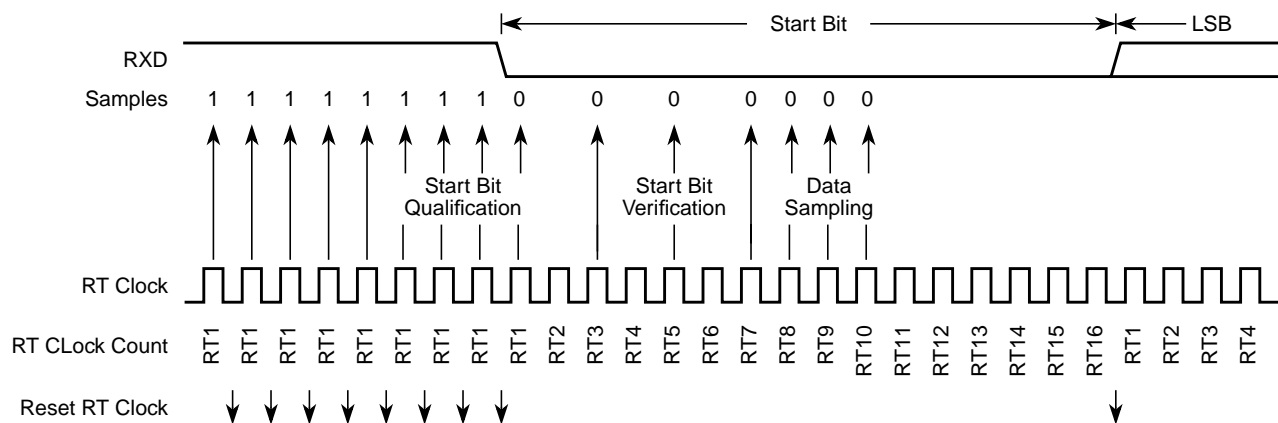 Start Bit
LSB
RXD
Samples 1 1 1 1 1 1 1 1 0 0 0 0 0 0 0
Start Bit Qualification
Start Bit Verification
Data Sampling
RT Clock
RT CLock Count RT1 RT1 RT1 RT1 RT1 RT1 RT1 RT1 RT1 RT2 RT3 RT4 RT5 RT6 RT7 RT8 RT9 RT10 RT11 RT12 RT13 RT14 RT15 RT16 RT1 RT2 RT3 RT4
Reset RT Clock